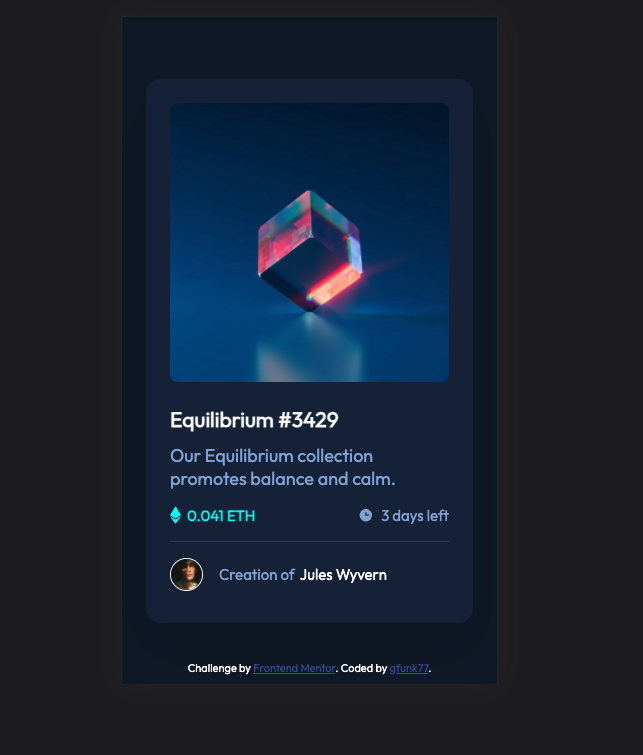 Equilibrium #3429
Our Equilibrium collection
promotes balance and calm.
0.041 ETH 3 days left
Creation of Jules Wyvern
Challenge by Frontend Mentor. Coded by gfunk77.